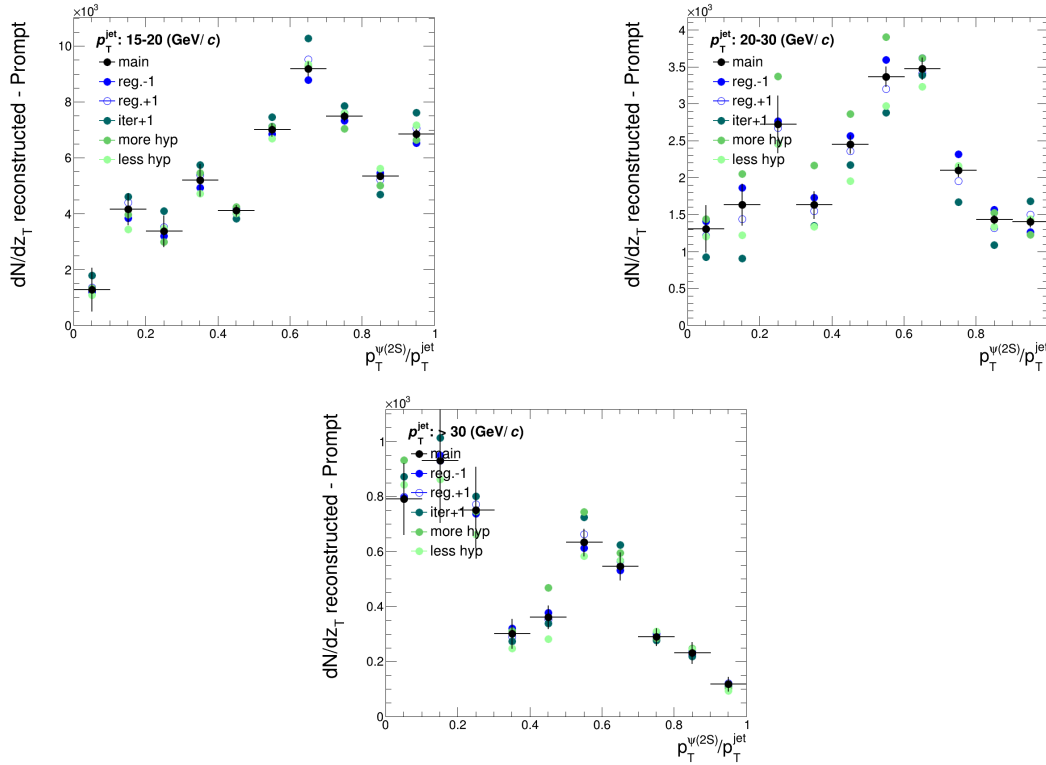 ×10³
p_T^jet: 15-20 (GeV/c)
main
reg.-1
reg.+1
iter+1
more hyp
less hyp
dN/dz_T reconstructed - Prompt
10
8
6
4
2
0
0 0.2 0.4 0.6 0.8 1
p_T^ψ(2S)/p_T^jet
×10³
p_T^jet: 20-30 (GeV/c)
main
reg.-1
reg.+1
iter+1
more hyp
less hyp
dN/dz_T reconstructed - Prompt
4
3.5
3
2.5
2
1.5
1
0.5
0
0 0.2 0.4 0.6 0.8 1
p_T^ψ(2S)/p_T^jet
×10³
p_T^jet: > 30 (GeV/c)
main
reg.-1
reg.+1
iter+1
more hyp
less hyp
dN/dz_T reconstructed - Prompt
1
0.8
0.6
0.4
0.2
0
0 0.2 0.4 0.6 0.8 1
p_T^ψ(2S)/p_T^jet